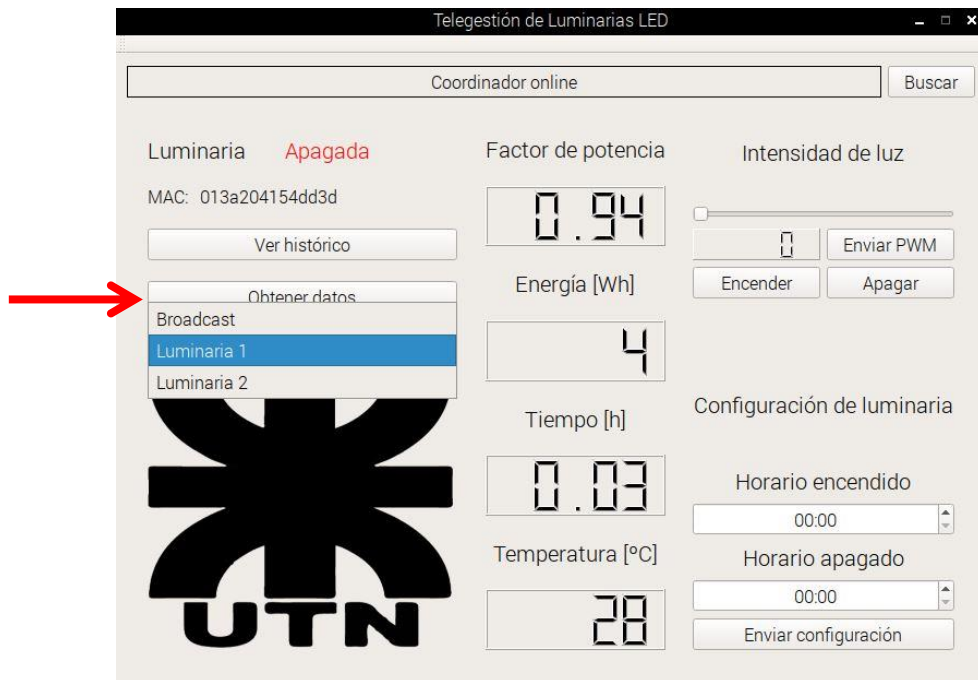 Telegestión de Luminarias LED
Coordinador online
Buscar
Luminaria Apagada
MAC: 013a204154dd3d
Ver histórico
Obtener datos
Broadcast
Luminaria 1
Luminaria 2
UTN
Factor de potencia
0.94
Energía [Wh]
4
Tiempo [h]
0.03
Temperatura [ºC]
28
Intensidad de luz
0
Enviar PWM
Encender
Apagar
Configuración de luminaria
Horario encendido
00:00
Horario apagado
00:00
Enviar configuración